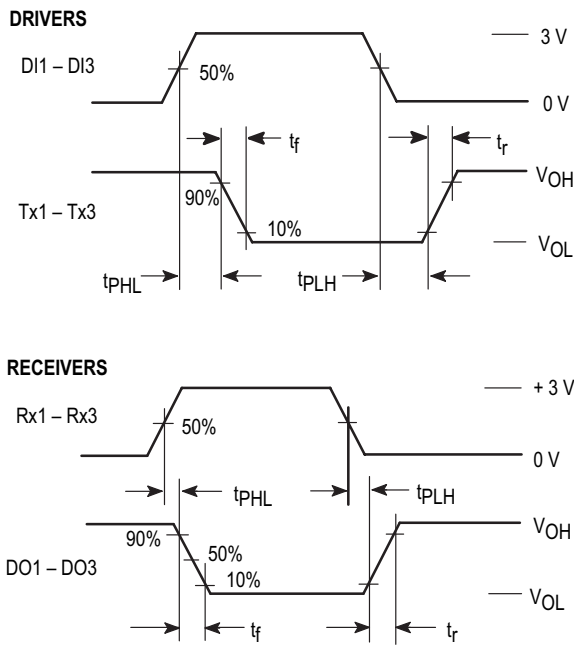 DRIVERS
3 V
DI1 – DI3
50%
0 V
tf
tr
VOH
90%
Tx1 – Tx3
10%
VOL
tPHL
tPLH
RECEIVERS
+ 3 V
Rx1 – Rx3
50%
0 V
tPHL
tPLH
VOH
90%
50%
DO1 – DO3
10%
VOL
tf
tr